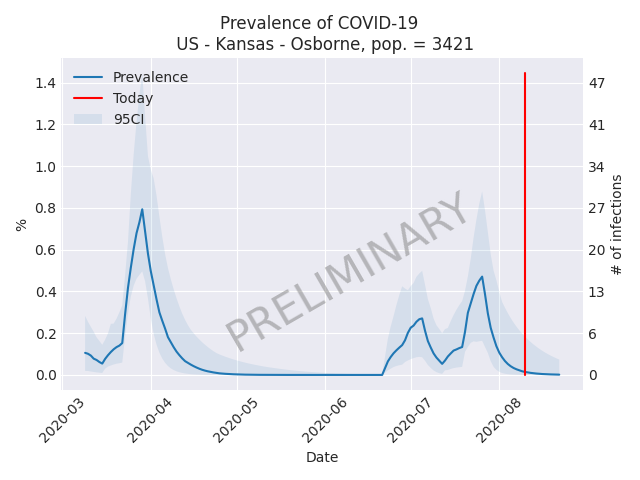 Prevalence of COVID-19
US - Kansas - Osborne, pop. = 3421
Prevalence
Today
95CI
PRELIMINARY
%
1.4
1.2
1.0
0.8
0.6
0.4
0.2
0.0
47
41
34
27
20
13
6
0
# of infections
2020-03
2020-04
2020-05
2020-06
2020-07
2020-08
Date